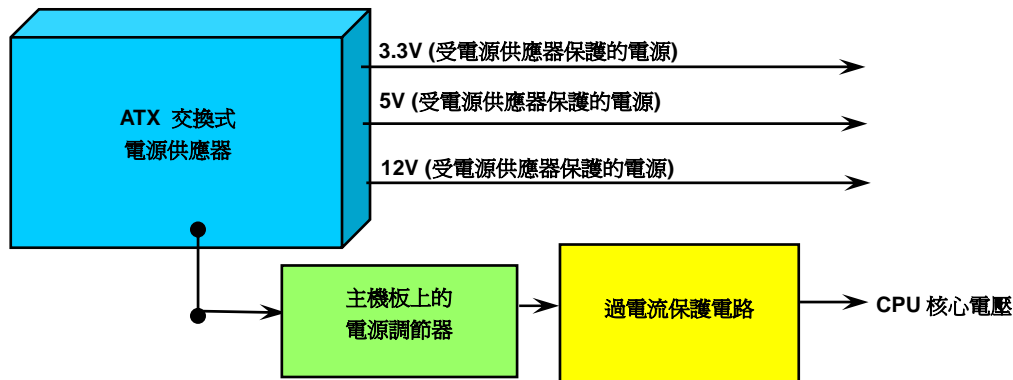 3.3V (受電源供應器保護的電源)
5V (受電源供應器保護的電源)
ATX 交換式
電源供應器
12V (受電源供應器保護的電源)
主機板上的
電源調節器
過電流保護電路
CPU 核心電壓